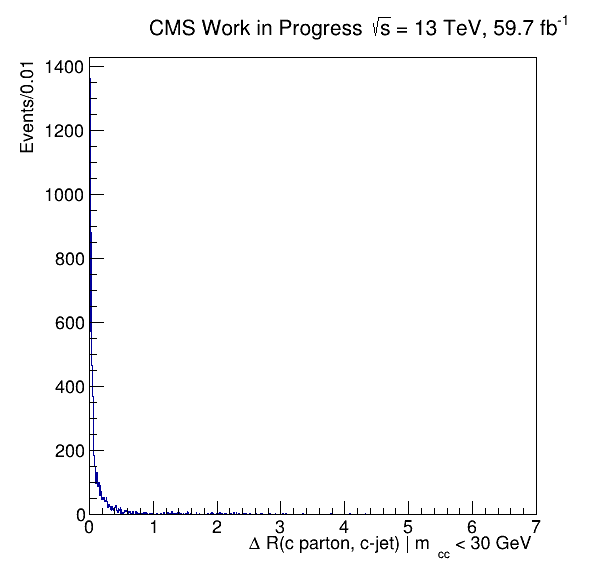 CMS Work in Progress √s = 13 TeV, 59.7 fb⁻¹
Events/0.01
1400
1200
1000
800
600
400
200
0
0 1 2 3 4 5 6 7
Δ R(c parton, c-jet) | m cc < 30 GeV